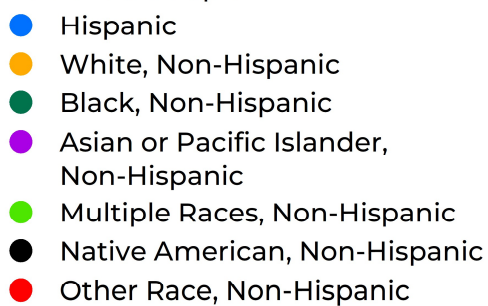 Hispanic
White, Non-Hispanic
Black, Non-Hispanic
Asian or Pacific Islander,
Non-Hispanic
Multiple Races, Non-Hispanic
Native American, Non-Hispanic
Other Race, Non-Hispanic